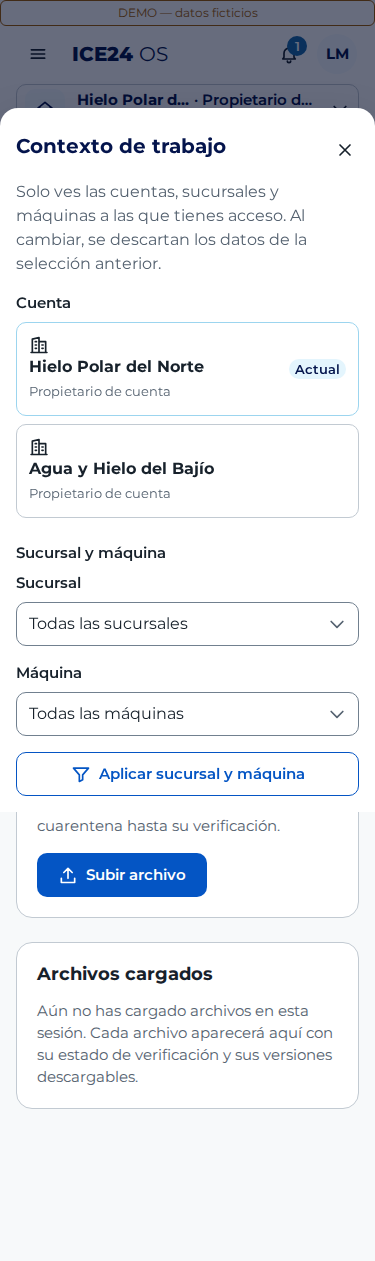 DEMO — datos ficticios
ICE24 OS
1
LM
Hielo Polar d... · Propietario d...
Contexto de trabajo
Solo ves las cuentas, sucursales y
máquinas a las que tienes acceso. Al
cambiar, se descartan los datos de la
selección anterior.
Cuenta
Hielo Polar del Norte
Actual
Propietario de cuenta
Agua y Hielo del Bajío
Propietario de cuenta
Sucursal y máquina
Sucursal
Todas las sucursales
Máquina
Todas las máquinas
Aplicar sucursal y máquina
cuarentena hasta su verificación.
Subir archivo
Archivos cargados
Aún no has cargado archivos en esta
sesión. Cada archivo aparecerá aquí con
su estado de verificación y sus versiones
descargables.